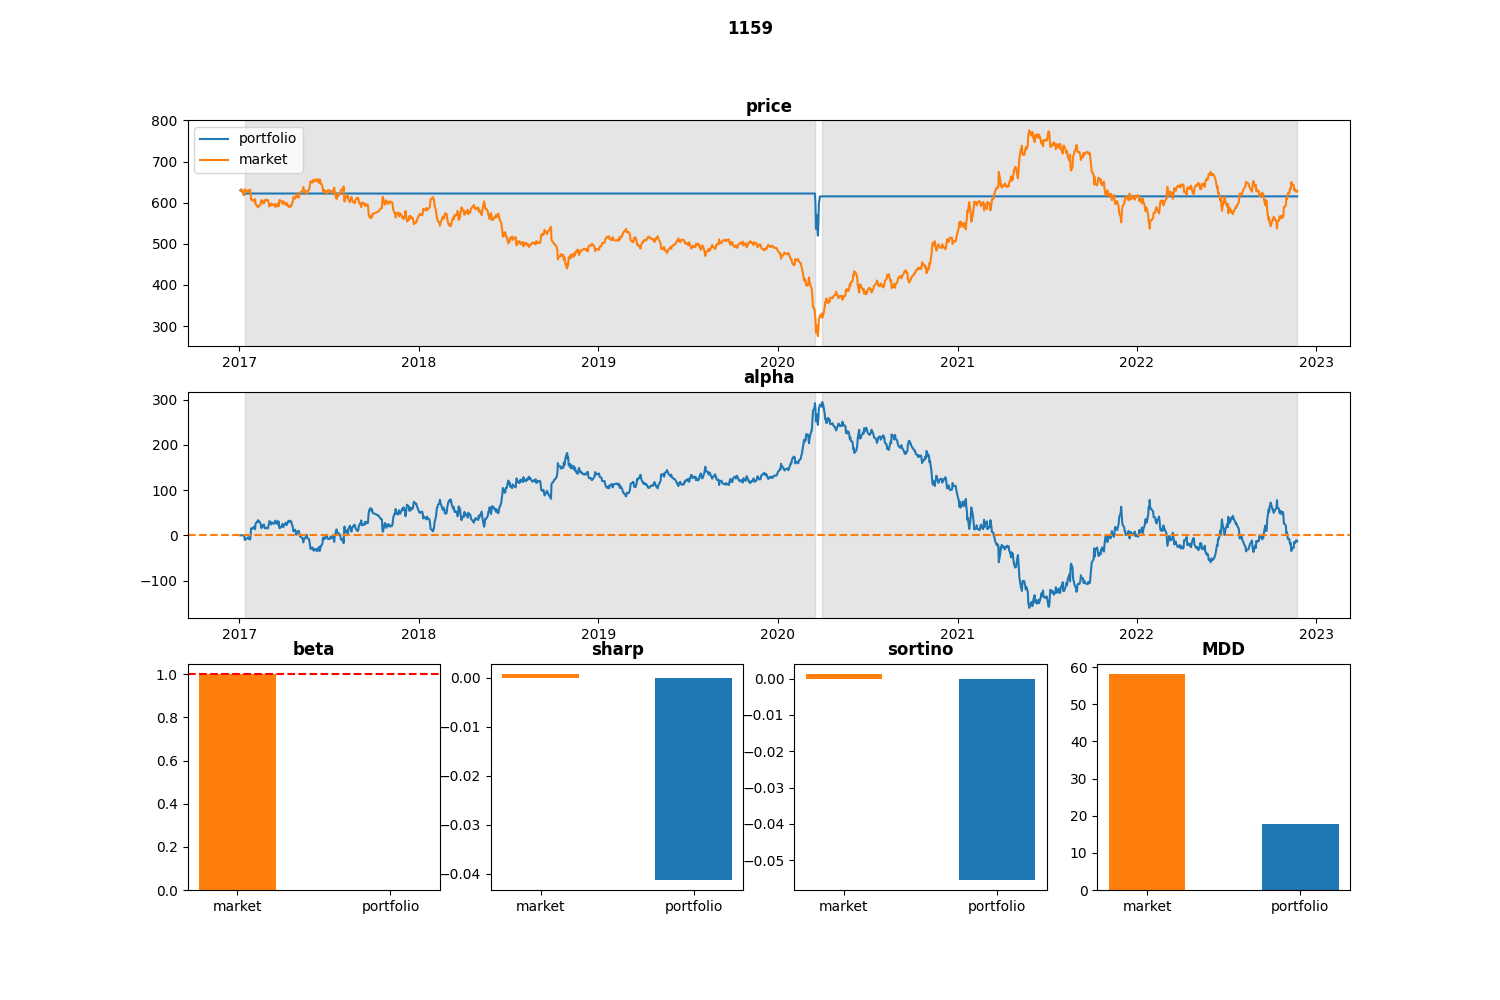 1159
price
portfolio
market
800
700
600
500
400
300
2017 2018 2019 2020 2021 2022 2023
alpha
300
200
100
0
−100
2017 2018 2019 2020 2021 2022 2023
beta
1.0
0.8
0.6
0.4
0.2
0.0
market portfolio
sharp
0.00
−0.01
−0.02
−0.03
−0.04
market portfolio
sortino
0.00
−0.01
−0.02
−0.03
−0.04
−0.05
market portfolio
MDD
60
50
40
30
20
10
0
market portfolio